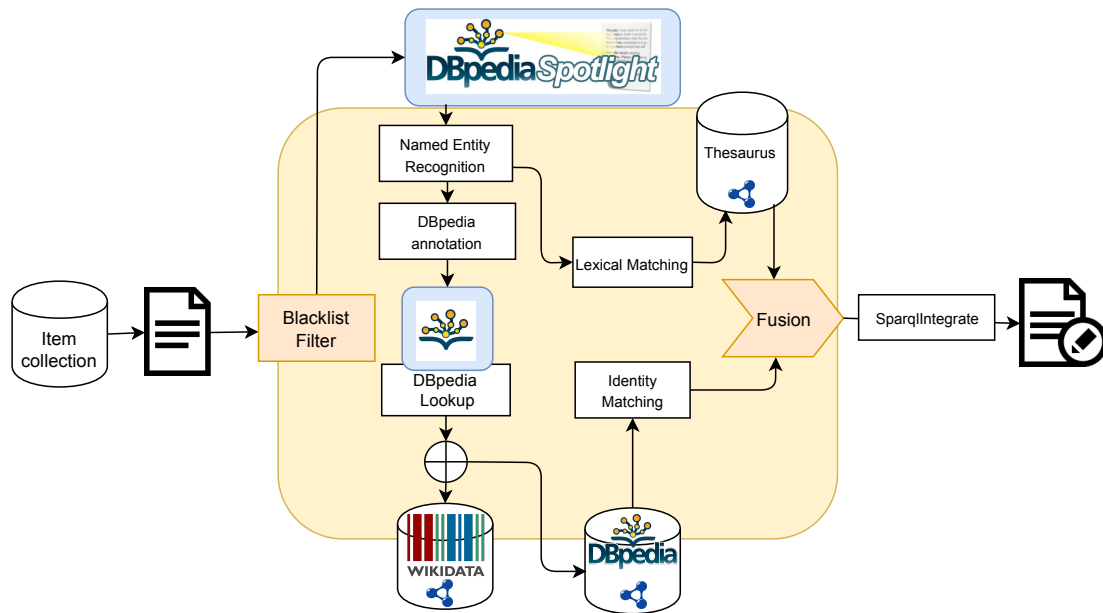 DBpedia Spotlight
Named Entity
Recognition
Thesaurus
DBpedia
annotation
Lexical Matching
Item
collection
Blacklist
Filter
Fusion
SparqlIntegrate
DBpedia
Lookup
Identity
Matching
WIKIDATA
DBpedia